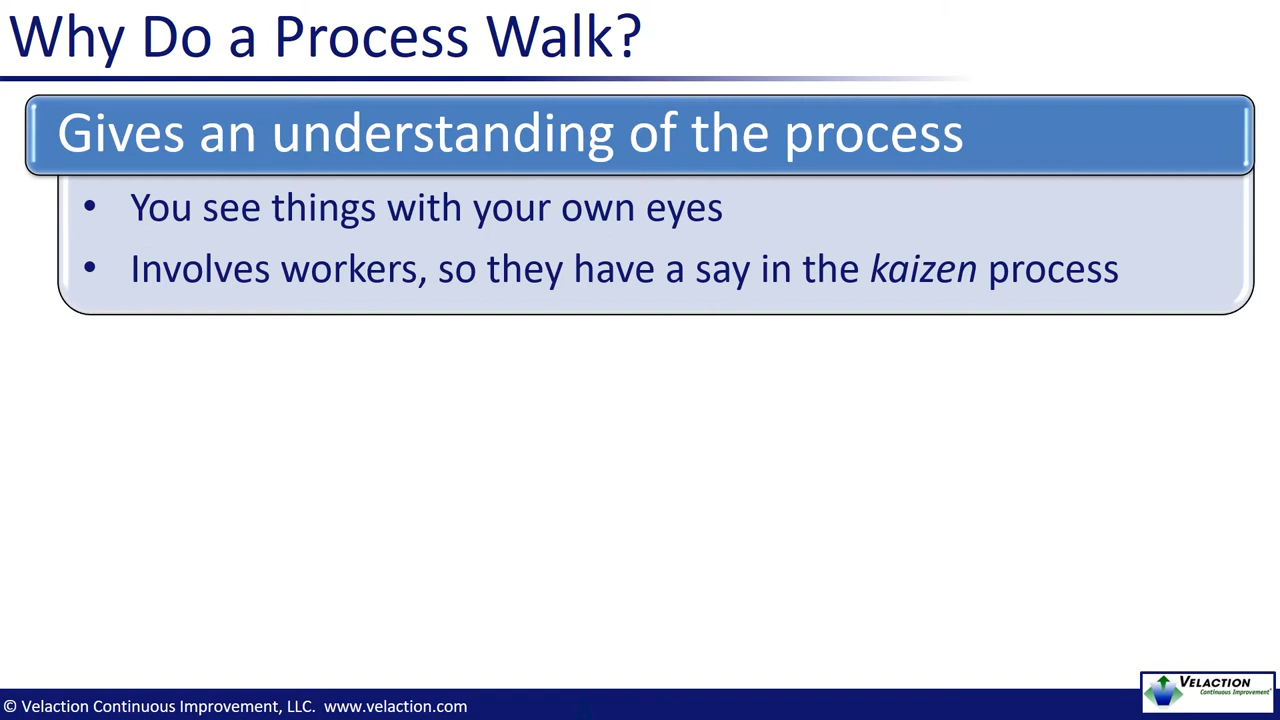 Why Do a Process Walk?
Gives an understanding of the process
• You see things with your own eyes
• Involves workers, so they have a say in the kaizen process
© Velaction Continuous Improvement, LLC. www.velaction.com
VELACTION
Continuous Improvement